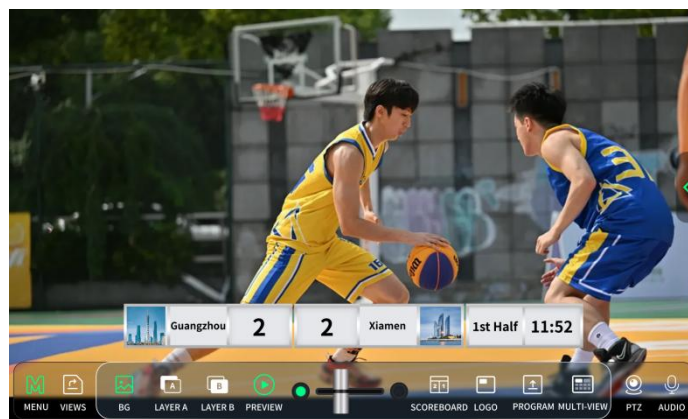 Guangzhou 2 2 Xiamen 1st Half 11:52
A B
MENU VIEWS BG LAYER A LAYER B PREVIEW SCOREBOARD LOGO PROGRAM MULTI-VIEW PTZ AUDIO